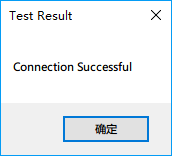 Test Result
Connection Successful
确定